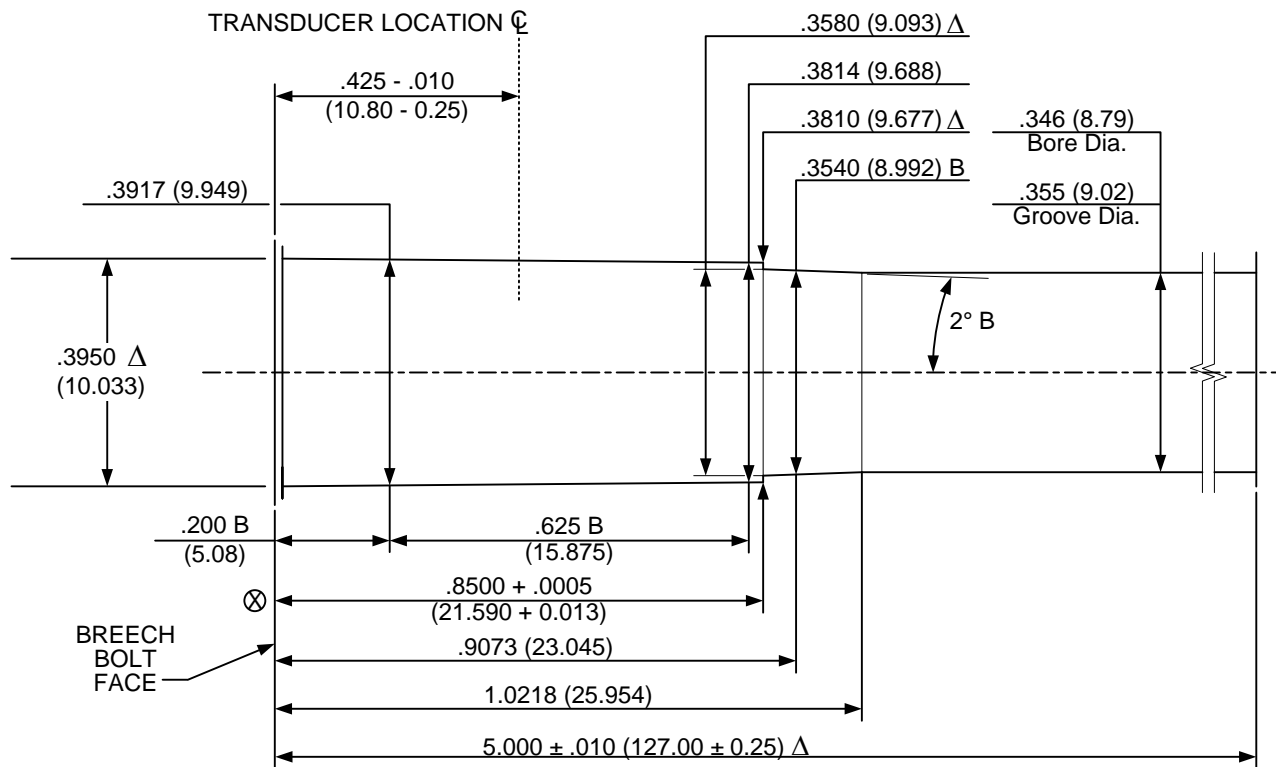 TRANSDUCER LOCATION ℄
.425 - .010
(10.80 - 0.25)
.3580 (9.093) Δ
.3814 (9.688)
.3810 (9.677) Δ
.3540 (8.992) B
.346 (8.79)
Bore Dia.
.355 (9.02)
Groove Dia.
.3917 (9.949)
.3950 Δ
(10.033)
2° B
.200 B
(5.08)
.625 B
(15.875)
.8500 + .0005
(21.590 + 0.013)
ⓧ
BREECH
BOLT
FACE
.9073 (23.045)
1.0218 (25.954)
5.000 ± .010 (127.00 ± 0.25) Δ